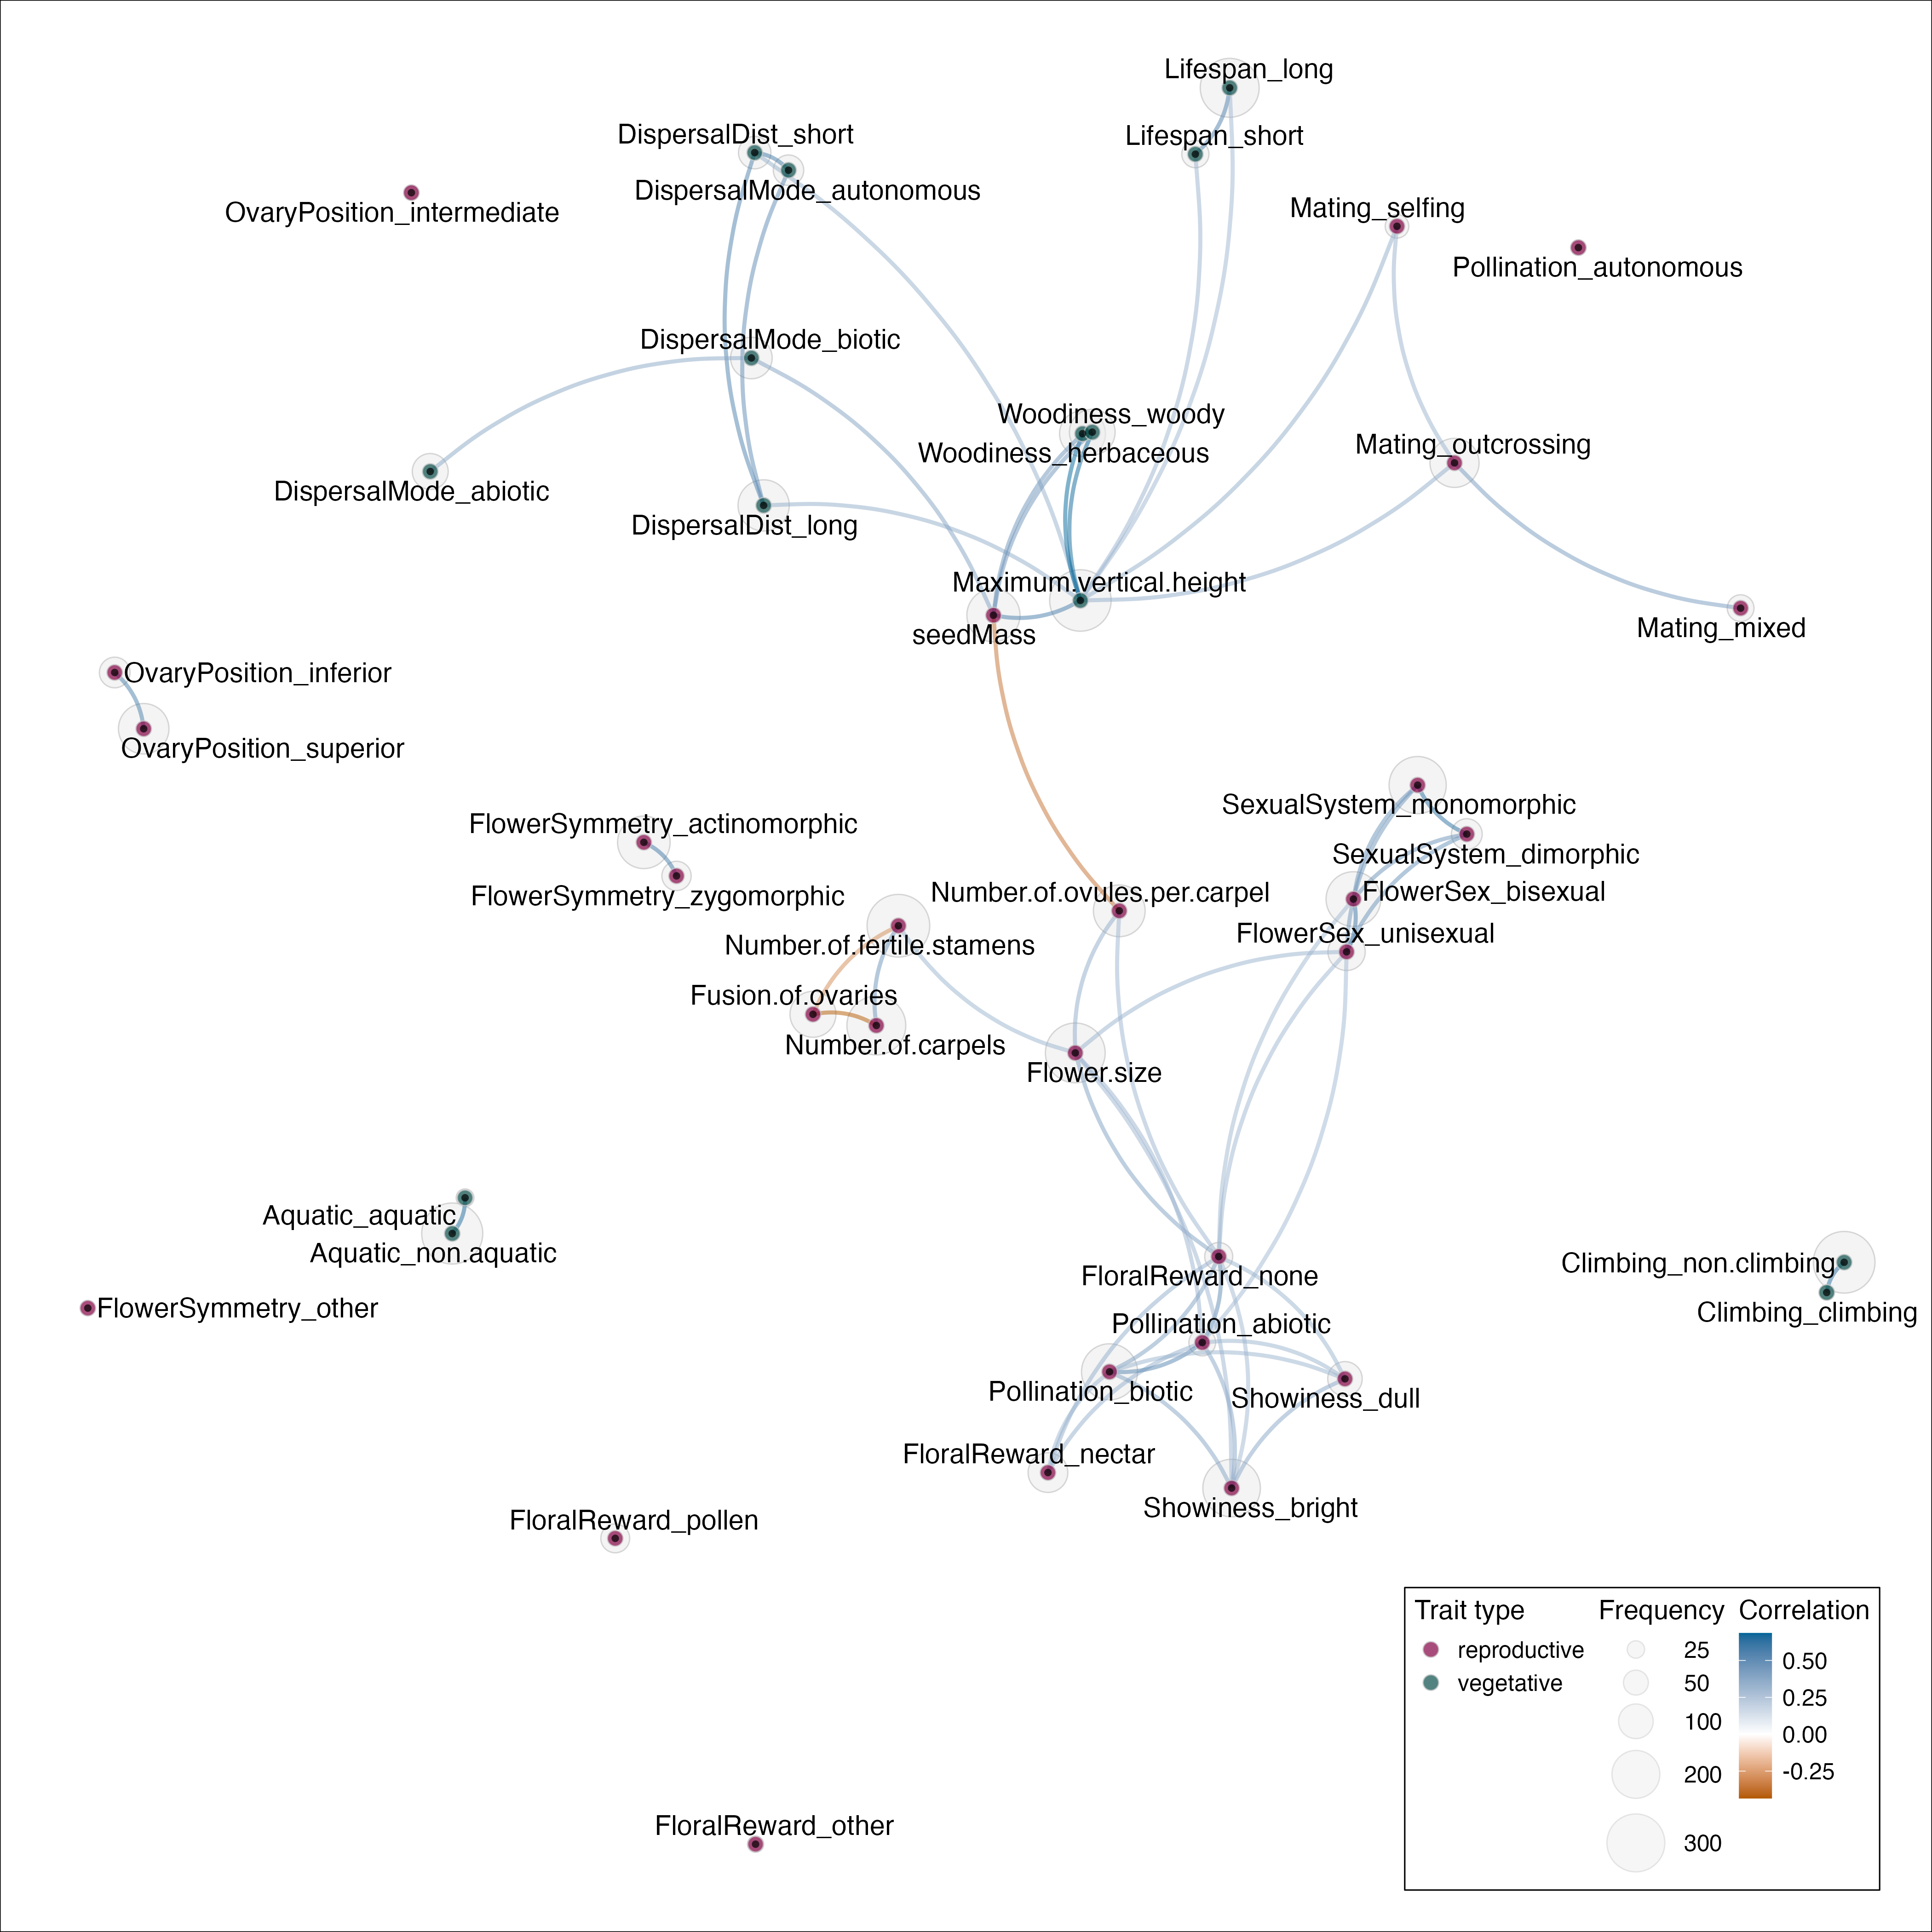 Lifespan_long
DispersalDist_short
Lifespan_short
DispersalMode_autonomous
OvaryPosition_intermediate
Mating_selfing
Pollination_autonomous
DispersalMode_biotic
Woodiness_woody
Woodiness_herbaceous
Mating_outcrossing
DispersalMode_abiotic
DispersalDist_long
Maximum.vertical.height
seedMass
Mating_mixed
OvaryPosition_inferior
OvaryPosition_superior
SexualSystem_monomorphic
FlowerSymmetry_actinomorphic
SexualSystem_dimorphic
FlowerSymmetry_zygomorphic
Number.of.ovules.per.carpel
FlowerSex_bisexual
FlowerSex_unisexual
Number.of.fertile.stamens
Fusion.of.ovaries
Number.of.carpels
Flower.size
Aquatic_aquatic
Aquatic_non.aquatic
Climbing_non.climbing
FloralReward_none
FlowerSymmetry_other
Climbing_climbing
Pollination_abiotic
Pollination_biotic
Showiness_dull
FloralReward_nectar
Showiness_bright
FloralReward_pollen
FloralReward_other
Trait type
reproductive
vegetative
Frequency
25
50
100
200
300
Correlation
0.50
0.25
0.00
-0.25